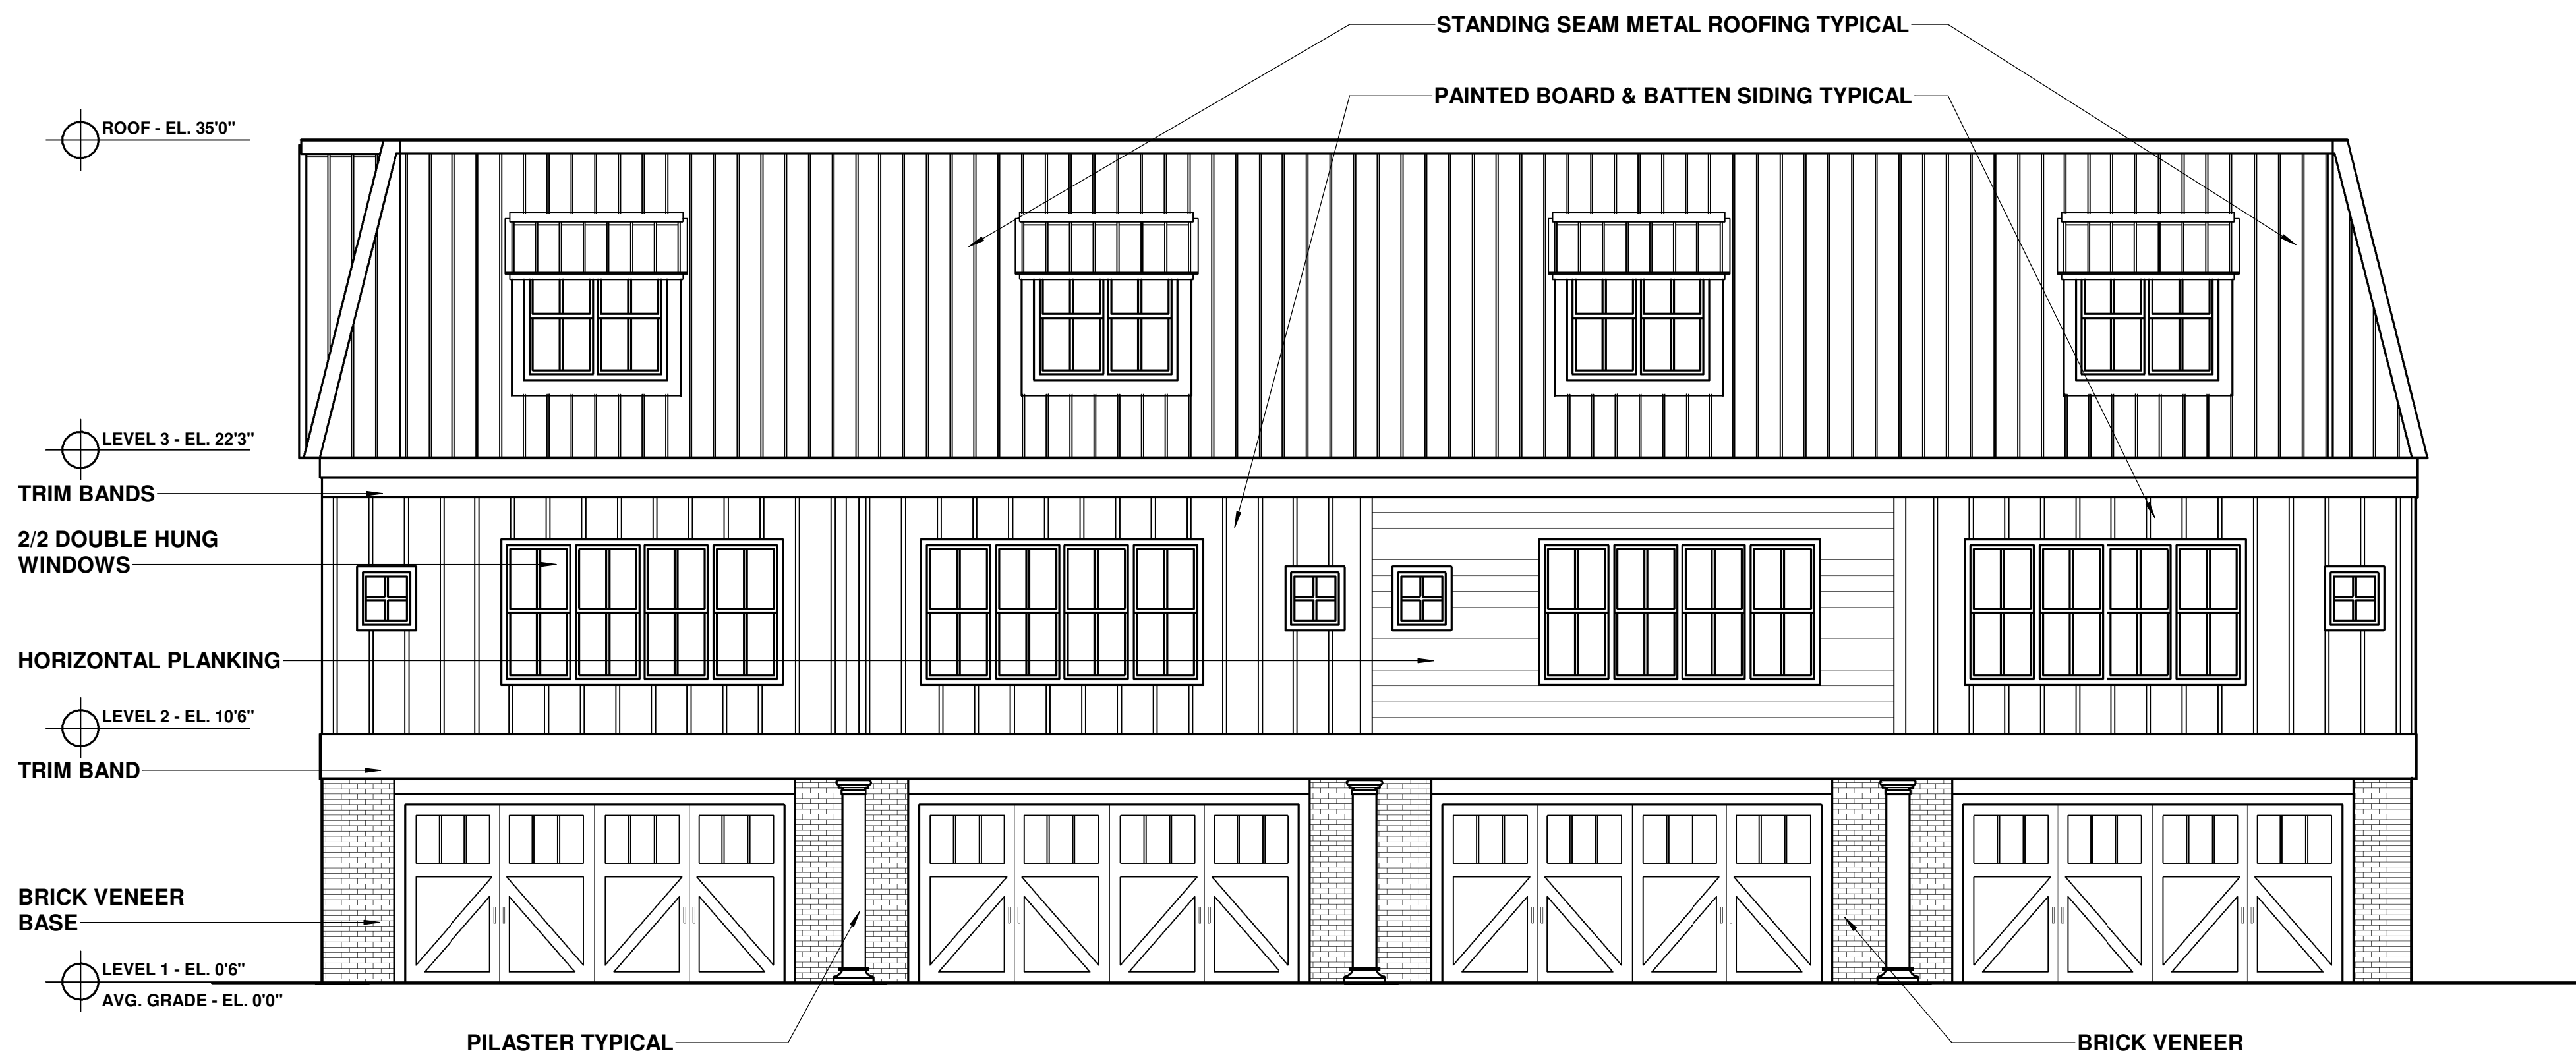 STANDING SEAM METAL ROOFING TYPICAL
PAINTED BOARD & BATTEN SIDING TYPICAL
ROOF - EL. 35'0"
LEVEL 3 - EL. 22'3"
TRIM BANDS
2/2 DOUBLE HUNG
WINDOWS
HORIZONTAL PLANKING
LEVEL 2 - EL. 10'6"
TRIM BAND
BRICK VENEER
BASE
LEVEL 1 - EL. 0'6"
AVG. GRADE - EL. 0'0"
PILASTER TYPICAL
BRICK VENEER